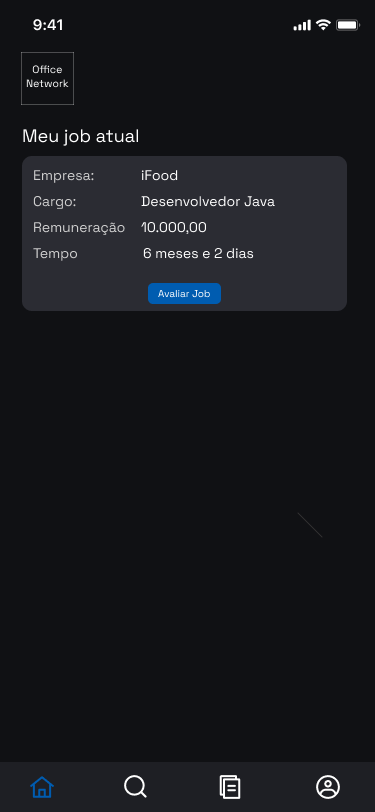 9:41
Office
Network
Meu job atual
Empresa: iFood
Cargo: Desenvolvedor Java
Remuneração 10.000,00
Tempo 6 meses e 2 dias
Avaliar Job